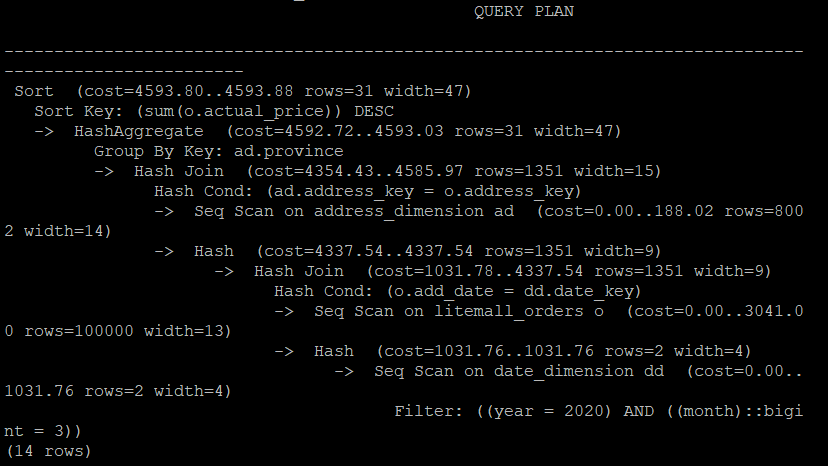 QUERY PLAN
--------------------------------------------------------------------------------
------------------------
Sort  (cost=4593.80..4593.88 rows=31 width=47)
Sort Key: (sum(o.actual_price)) DESC
->  HashAggregate  (cost=4592.72..4593.03 rows=31 width=47)
Group By Key: ad.province
->  Hash Join  (cost=4354.43..4585.97 rows=1351 width=15)
Hash Cond: (ad.address_key = o.address_key)
->  Seq Scan on address_dimension ad  (cost=0.00..188.02 rows=800
2 width=14)
->  Hash  (cost=4337.54..4337.54 rows=1351 width=9)
->  Hash Join  (cost=1031.78..4337.54 rows=1351 width=9)
Hash Cond: (o.add_date = dd.date_key)
->  Seq Scan on litemall_orders o  (cost=0.00..3041.0
0 rows=100000 width=13)
->  Hash  (cost=1031.76..1031.76 rows=2 width=4)
->  Seq Scan on date_dimension dd  (cost=0.00..
1031.76 rows=2 width=4)
Filter: ((year = 2020) AND ((month)::bigi
nt = 3))
(14 rows)